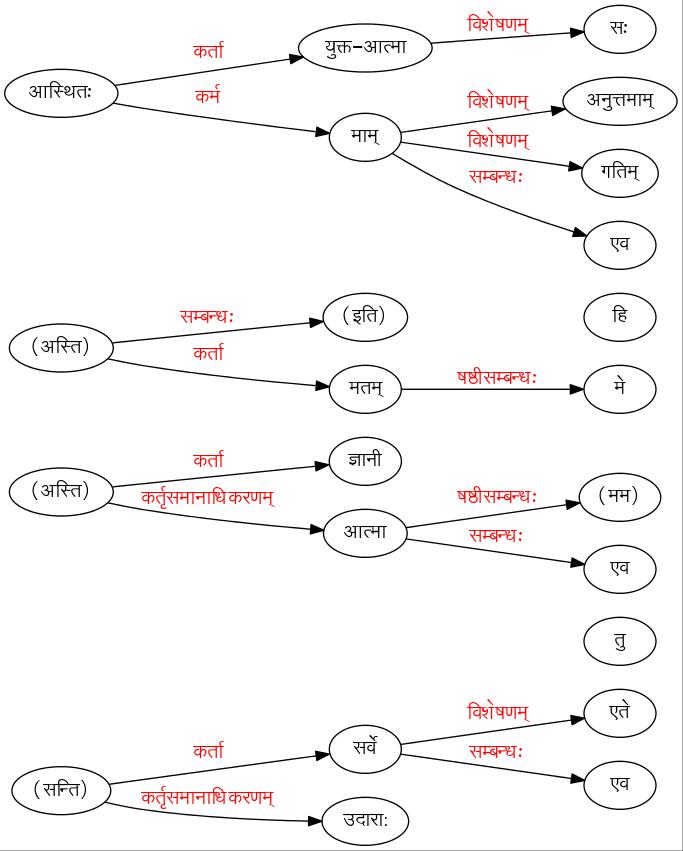 सः
विशेषणम्
युक्त-आत्मा
कर्ता
आस्थितः
कर्म
विशेषणम्
अनुत्तमाम्
माम्
विशेषणम्
गतिम्
सम्बन्धः
एव
सम्बन्धः
(इति)
हि
(अस्ति)
कर्ता
मतम्
षष्ठीसम्बन्धः
मे
कर्ता
ज्ञानी
(अस्ति)
कर्तृसमानाधिकरणम्
आत्मा
षष्ठीसम्बन्धः
(मम)
सम्बन्धः
एव
तु
विशेषणम्
एते
कर्ता
सर्वे
सम्बन्धः
एव
(सन्ति)
कर्तृसमानाधिकरणम्
उदाराः